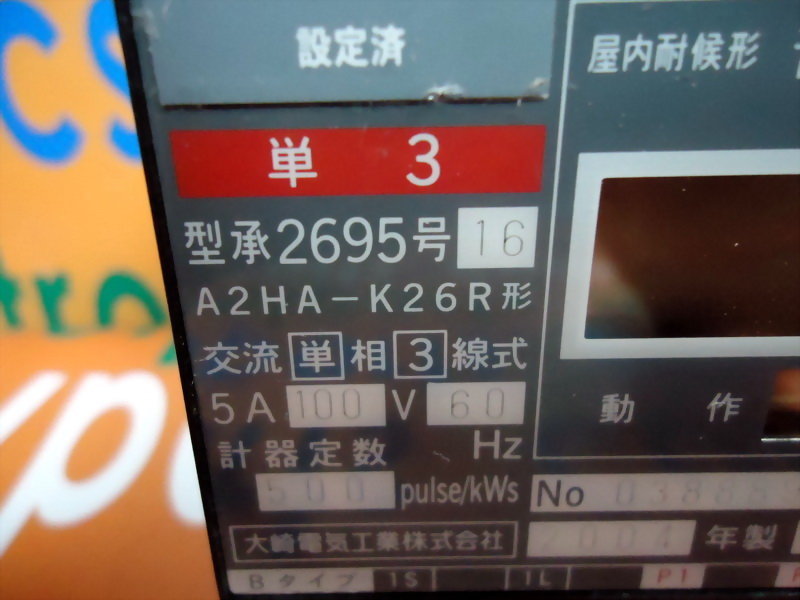 設定済
屋内耐候形
単 3
型承2695号 16
A2HA-K26R形
交流 単 相 3 線式
5A 100 V 60
Hz
動作
計器定数
500 pulse/kWs
No 038889
大崎電気工業株式会社
2004 年製
Bタイプ 1S 1L P1